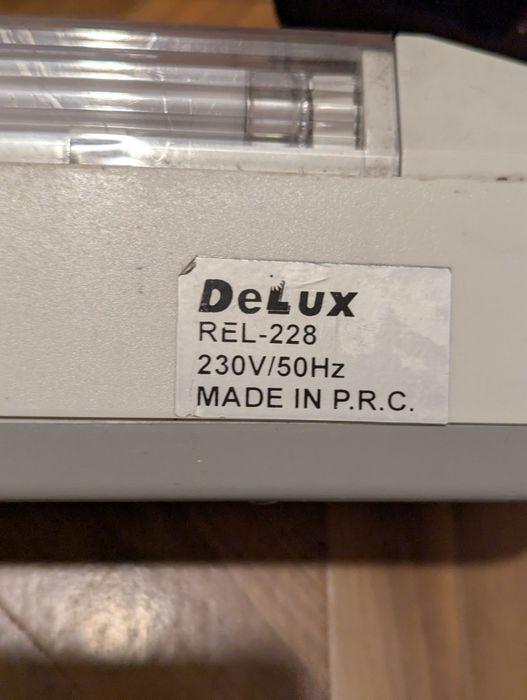 DeLux
REL-228
230V/50Hz
MADE IN P.R.C.